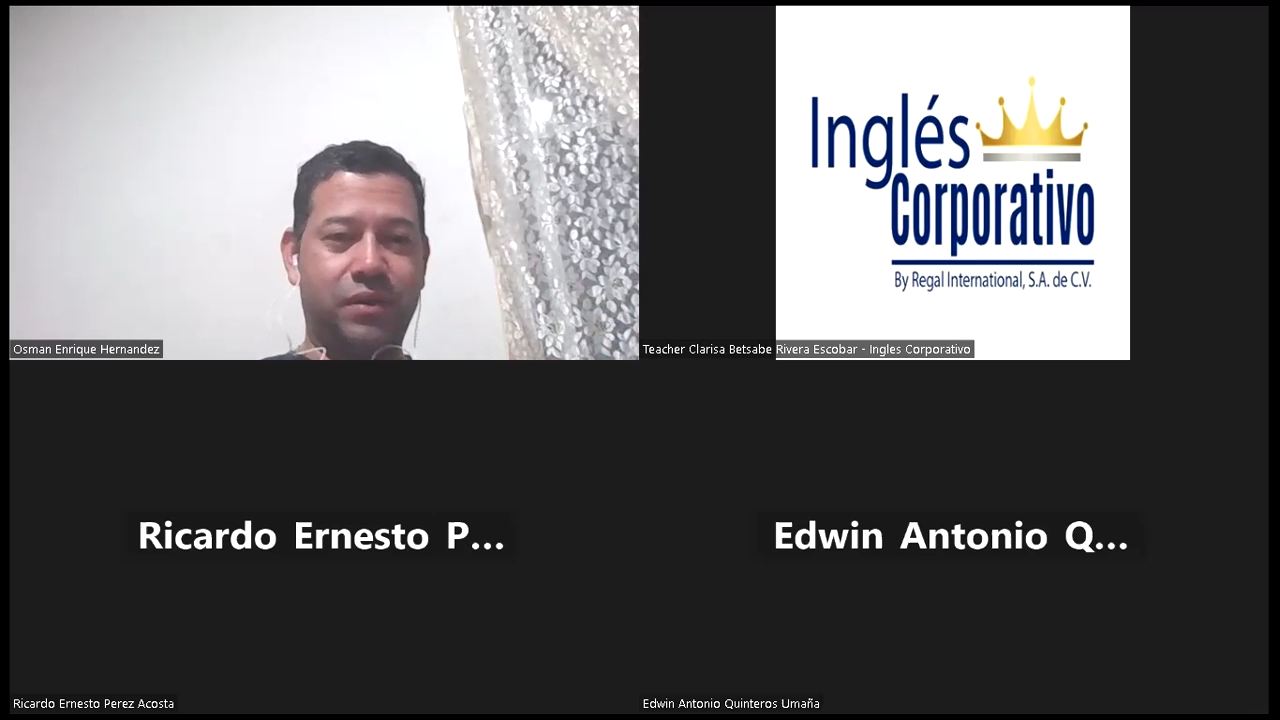 Inglés
Corporativo
By Regal International, S.A. de C.V.
Osman Enrique Hernandez
Teacher Clarisa Betsabe Rivera Escobar - Ingles Corporativo
Ricardo Ernesto P...
Edwin Antonio Q...
Ricardo Ernesto Perez Acosta
Edwin Antonio Quinteros Umaña